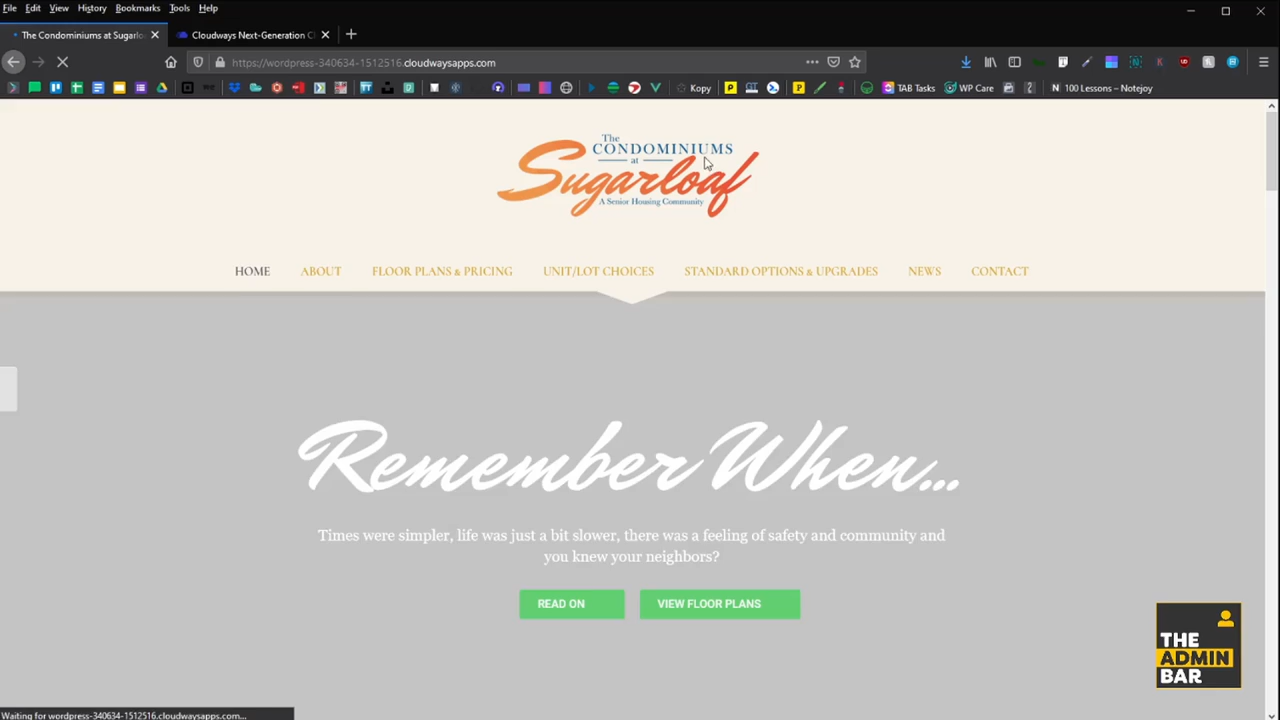 File Edit View History Bookmarks Tools Help
The Condominiums at Sugarlo
Cloudways Next-Generation C
https://wordpress-340634-1512516.cloudwaysapps.com
Kopy
TAB Tasks
WP Care
100 Lessons – Notejoy
The
CONDOMINIUMS
at
Sugarloaf
A Senior Housing Community
HOME ABOUT FLOOR PLANS & PRICING UNIT/LOT CHOICES STANDARD OPTIONS & UPGRADES NEWS CONTACT
Remember When...
Times were simpler, life was just a bit slower, there was a feeling of safety and community and
you knew your neighbors?
READ ON VIEW FLOOR PLANS
THE
ADMIN
BAR
Waiting for wordpress-340634-1512516.cloudwaysapps.com...